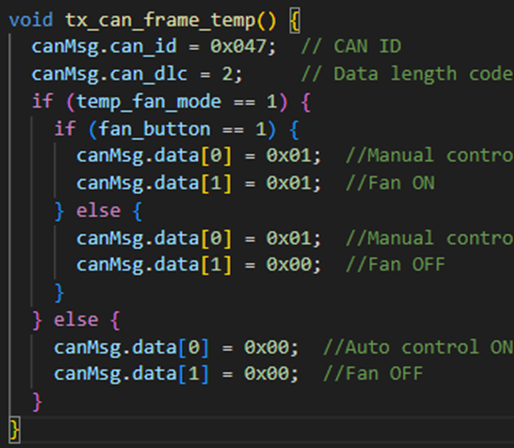 void tx_can_frame_temp() {
  canMsg.can_id = 0x047;  // CAN ID
  canMsg.can_dlc = 2;     // Data length code
  if (temp_fan_mode == 1) {
    if (fan_button == 1) {
      canMsg.data[0] = 0x01;  //Manual contro
      canMsg.data[1] = 0x01;  //Fan ON
    } else {
      canMsg.data[0] = 0x01;  //Manual contro
      canMsg.data[1] = 0x00;  //Fan OFF
    }
  } else {
    canMsg.data[0] = 0x00;  //Auto control ON
    canMsg.data[1] = 0x00;  //Fan OFF
  }
}